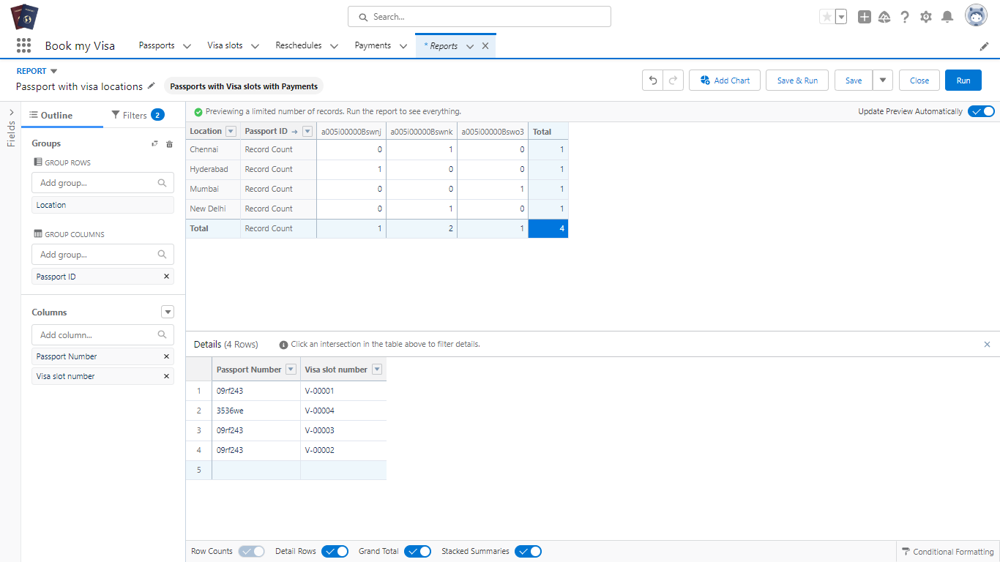 Search...
Book my Visa
Passports
Visa slots
Reschedules
Payments
* Reports
REPORT
Passport with visa locations
Passports with Visa slots with Payments
Add Chart
Save & Run
Save
Close
Run
Fields
Outline
Filters 2
Previewing a limited number of records. Run the report to see everything.
Update Preview Automatically
Groups
GROUP ROWS
Add group...
Location
GROUP COLUMNS
Add group...
Passport ID
Columns
Add column...
Passport Number
Visa slot number
Location Passport ID → a005i00000Bswnj a005i00000Bswnk a005i00000Bswo3 Total
Chennai Record Count 0 1 0 1
Hyderabad Record Count 1 0 0 1
Mumbai Record Count 0 0 1 1
New Delhi Record Count 0 1 0 1
Total Record Count 1 2 1 4
Details (4 Rows)
Click an intersection in the table above to filter details.
Passport Number Visa slot number
1 09rf243 V-00001
2 3536we V-00004
3 09rf243 V-00003
4 09rf243 V-00002
5
Row Counts
Detail Rows
Grand Total
Stacked Summaries
Conditional Formatting